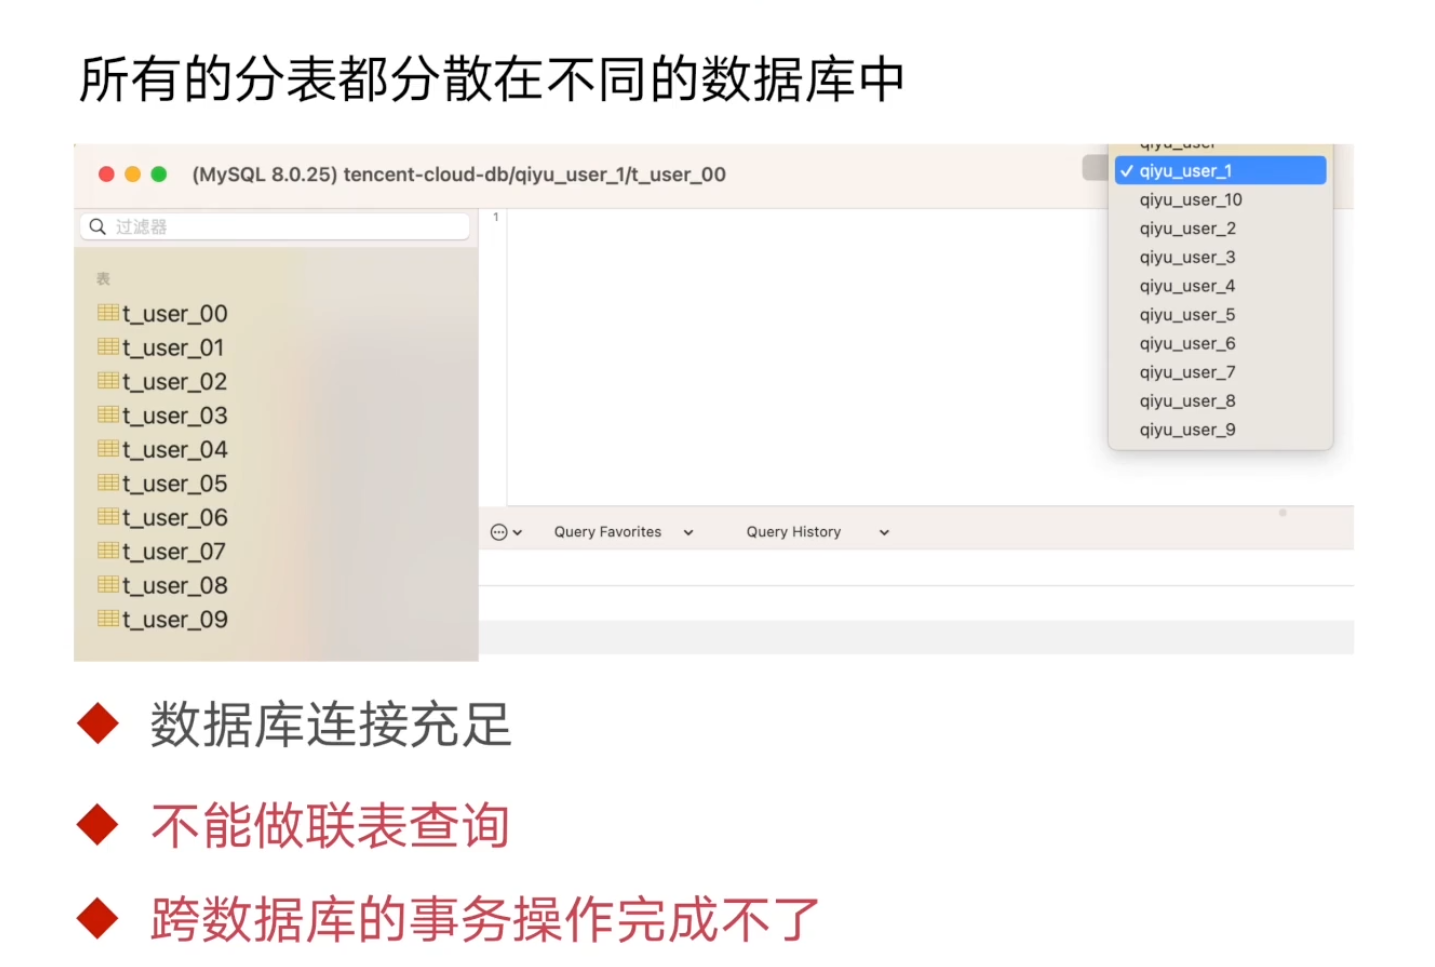 所有的分表都分散在不同的数据库中
(MySQL 8.0.25) tencent-cloud-db/qiyu_user_1/t_user_00
qiyu_user
✓ qiyu_user_1
qiyu_user_10
qiyu_user_2
qiyu_user_3
qiyu_user_4
qiyu_user_5
qiyu_user_6
qiyu_user_7
qiyu_user_8
qiyu_user_9
过滤器
1
表
t_user_00
t_user_01
t_user_02
t_user_03
t_user_04
t_user_05
t_user_06
t_user_07
t_user_08
t_user_09
Query Favorites
Query History
数据库连接充足
不能做联表查询
跨数据库的事务操作完成不了